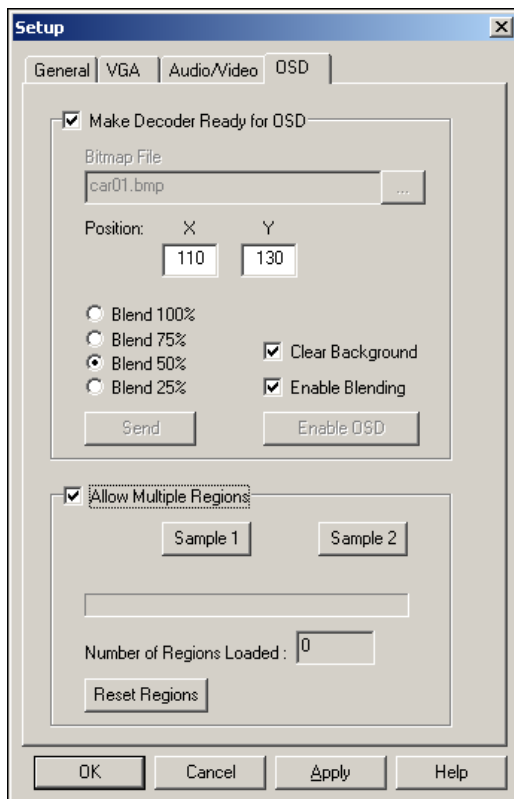 Setup
General VGA Audio/Video OSD
Make Decoder Ready for OSD
Bitmap File
car01.bmp ...
Position: X Y
110 130
Blend 100%
Blend 75%
Clear Background
Blend 50%
Enable Blending
Blend 25%
Send Enable OSD
Allow Multiple Regions
Sample 1 Sample 2
Number of Regions Loaded : 0
Reset Regions
OK Cancel Apply Help